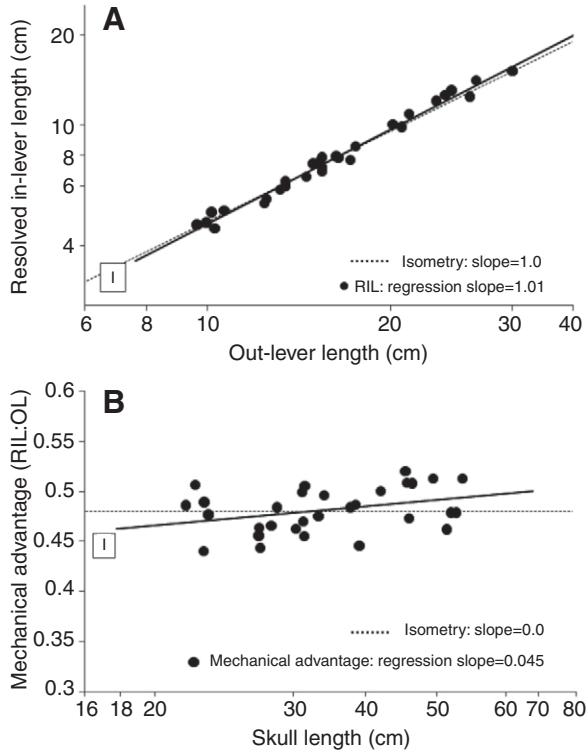 A
Resolved in-lever length (cm)
20
10
8
6
4
I
Isometry: slope=1.0
RIL: regression slope=1.01
6 8 10 20 30 40
Out-lever length (cm)
B
Mechanical advantage (RIL:OL)
0.6
0.55
0.5
0.45
0.4
0.35
0.3
I
Isometry: slope=0.0
Mechanical advantage: regression slope=0.045
16 18 20 30 40 50 60 70 80
Skull length (cm)